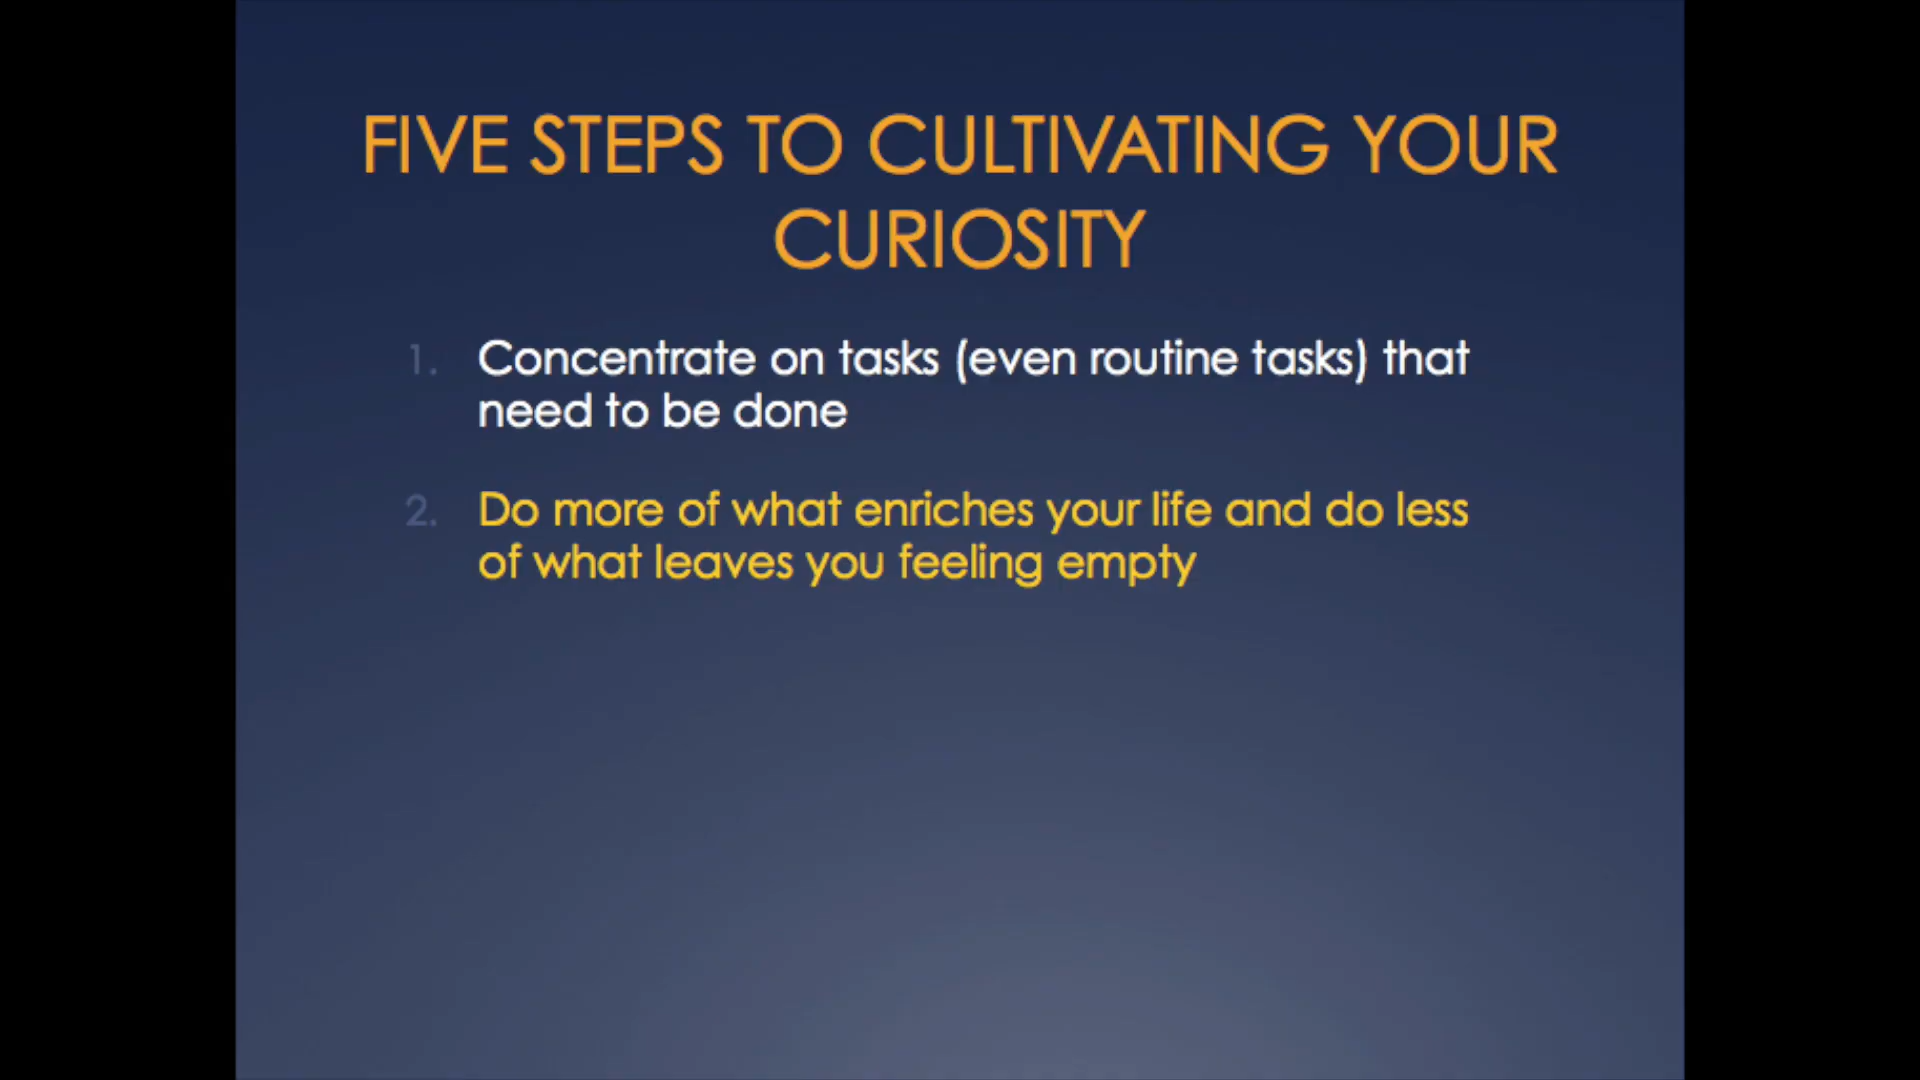 FIVE STEPS TO CULTIVATING YOUR
CURIOSITY
1. Concentrate on tasks (even routine tasks) that
need to be done
2. Do more of what enriches your life and do less
of what leaves you feeling empty